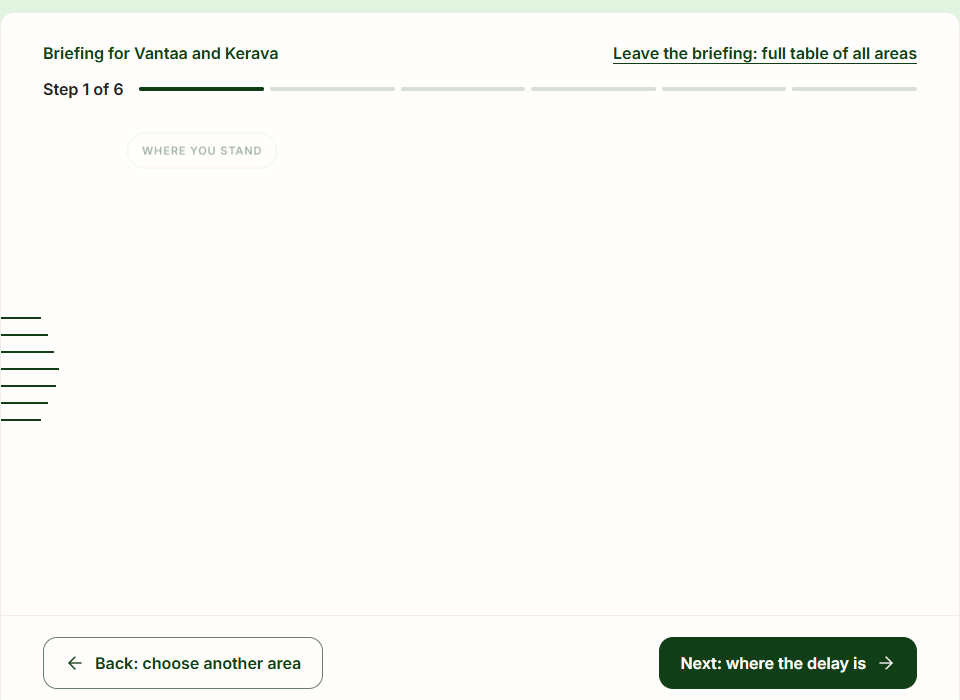 Briefing for Vantaa and Kerava
Leave the briefing: full table of all areas
Step 1 of 6
WHERE YOU STAND
Back: choose another area
Next: where the delay is